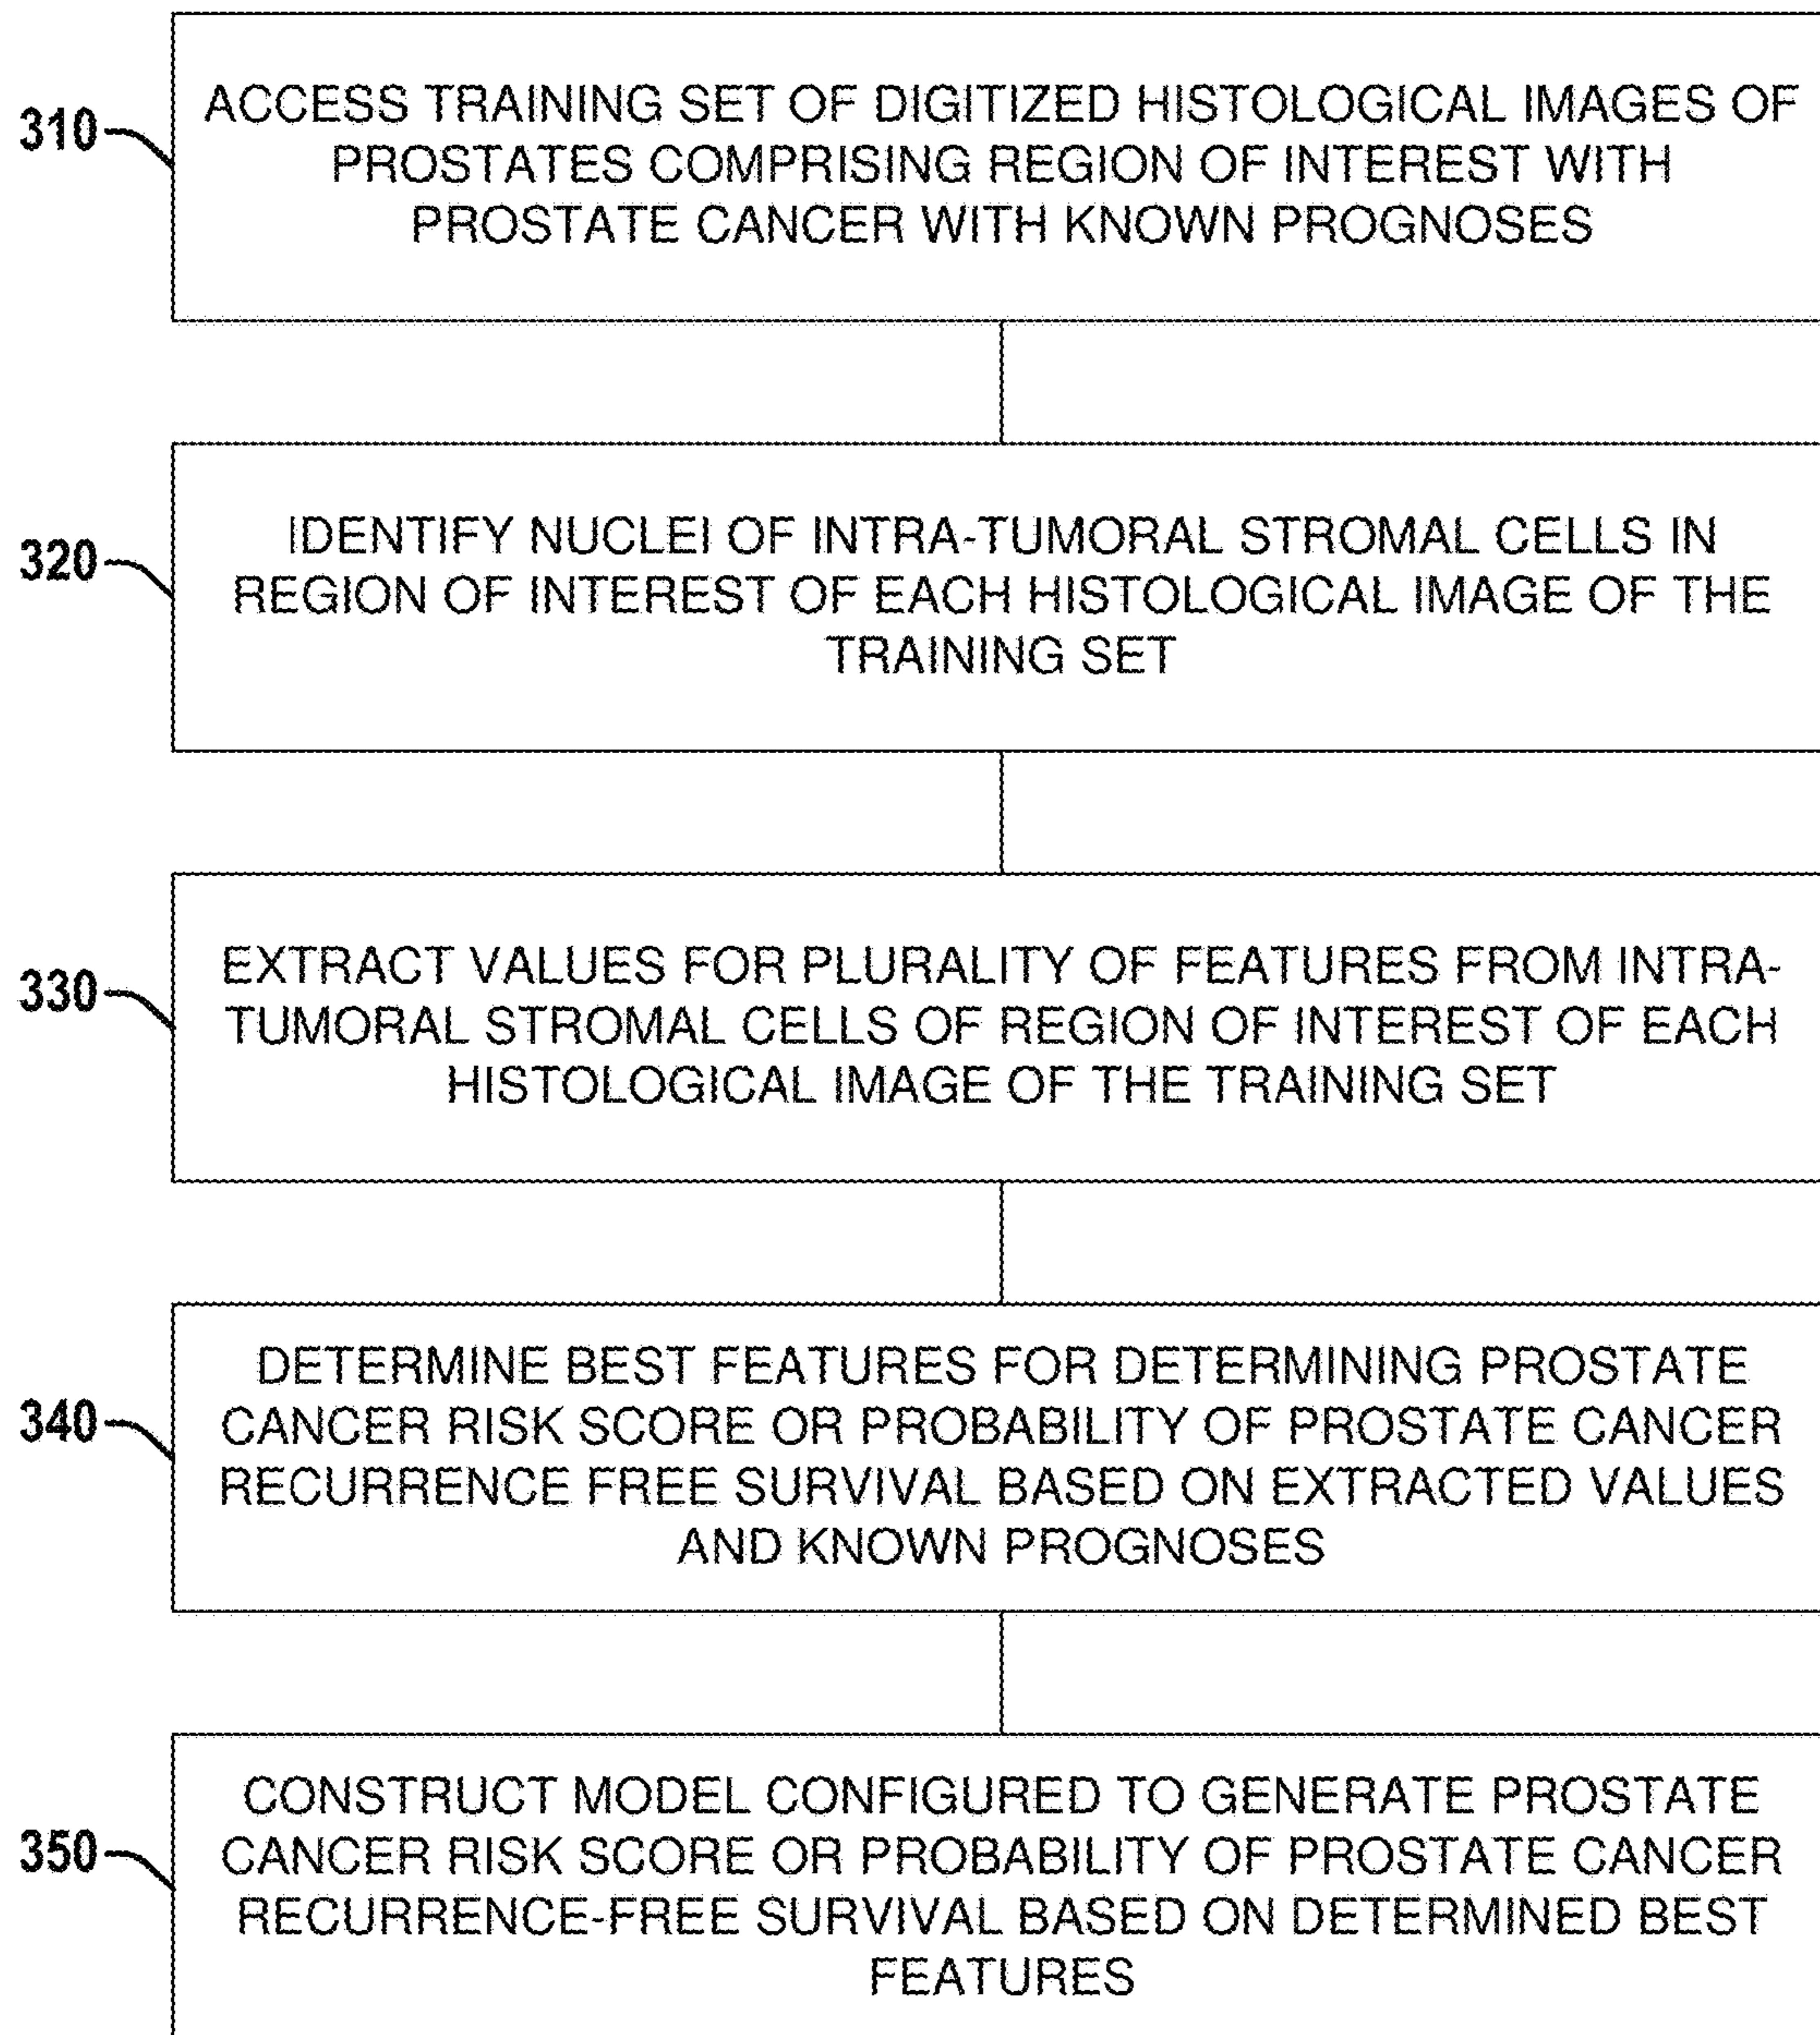 310
ACCESS TRAINING SET OF DIGITIZED HISTOLOGICAL IMAGES OF
PROSTATES COMPRISING REGION OF INTEREST WITH
PROSTATE CANCER WITH KNOWN PROGNOSES
320
IDENTIFY NUCLEI OF INTRA-TUMORAL STROMAL CELLS IN
REGION OF INTEREST OF EACH HISTOLOGICAL IMAGE OF THE
TRAINING SET
330
EXTRACT VALUES FOR PLURALITY OF FEATURES FROM INTRA-
TUMORAL STROMAL CELLS OF REGION OF INTEREST OF EACH
HISTOLOGICAL IMAGE OF THE TRAINING SET
340
DETERMINE BEST FEATURES FOR DETERMINING PROSTATE
CANCER RISK SCORE OR PROBABILITY OF PROSTATE CANCER
RECURRENCE FREE SURVIVAL BASED ON EXTRACTED VALUES
AND KNOWN PROGNOSES
350
CONSTRUCT MODEL CONFIGURED TO GENERATE PROSTATE
CANCER RISK SCORE OR PROBABILITY OF PROSTATE CANCER
RECURRENCE-FREE SURVIVAL BASED ON DETERMINED BEST
FEATURES